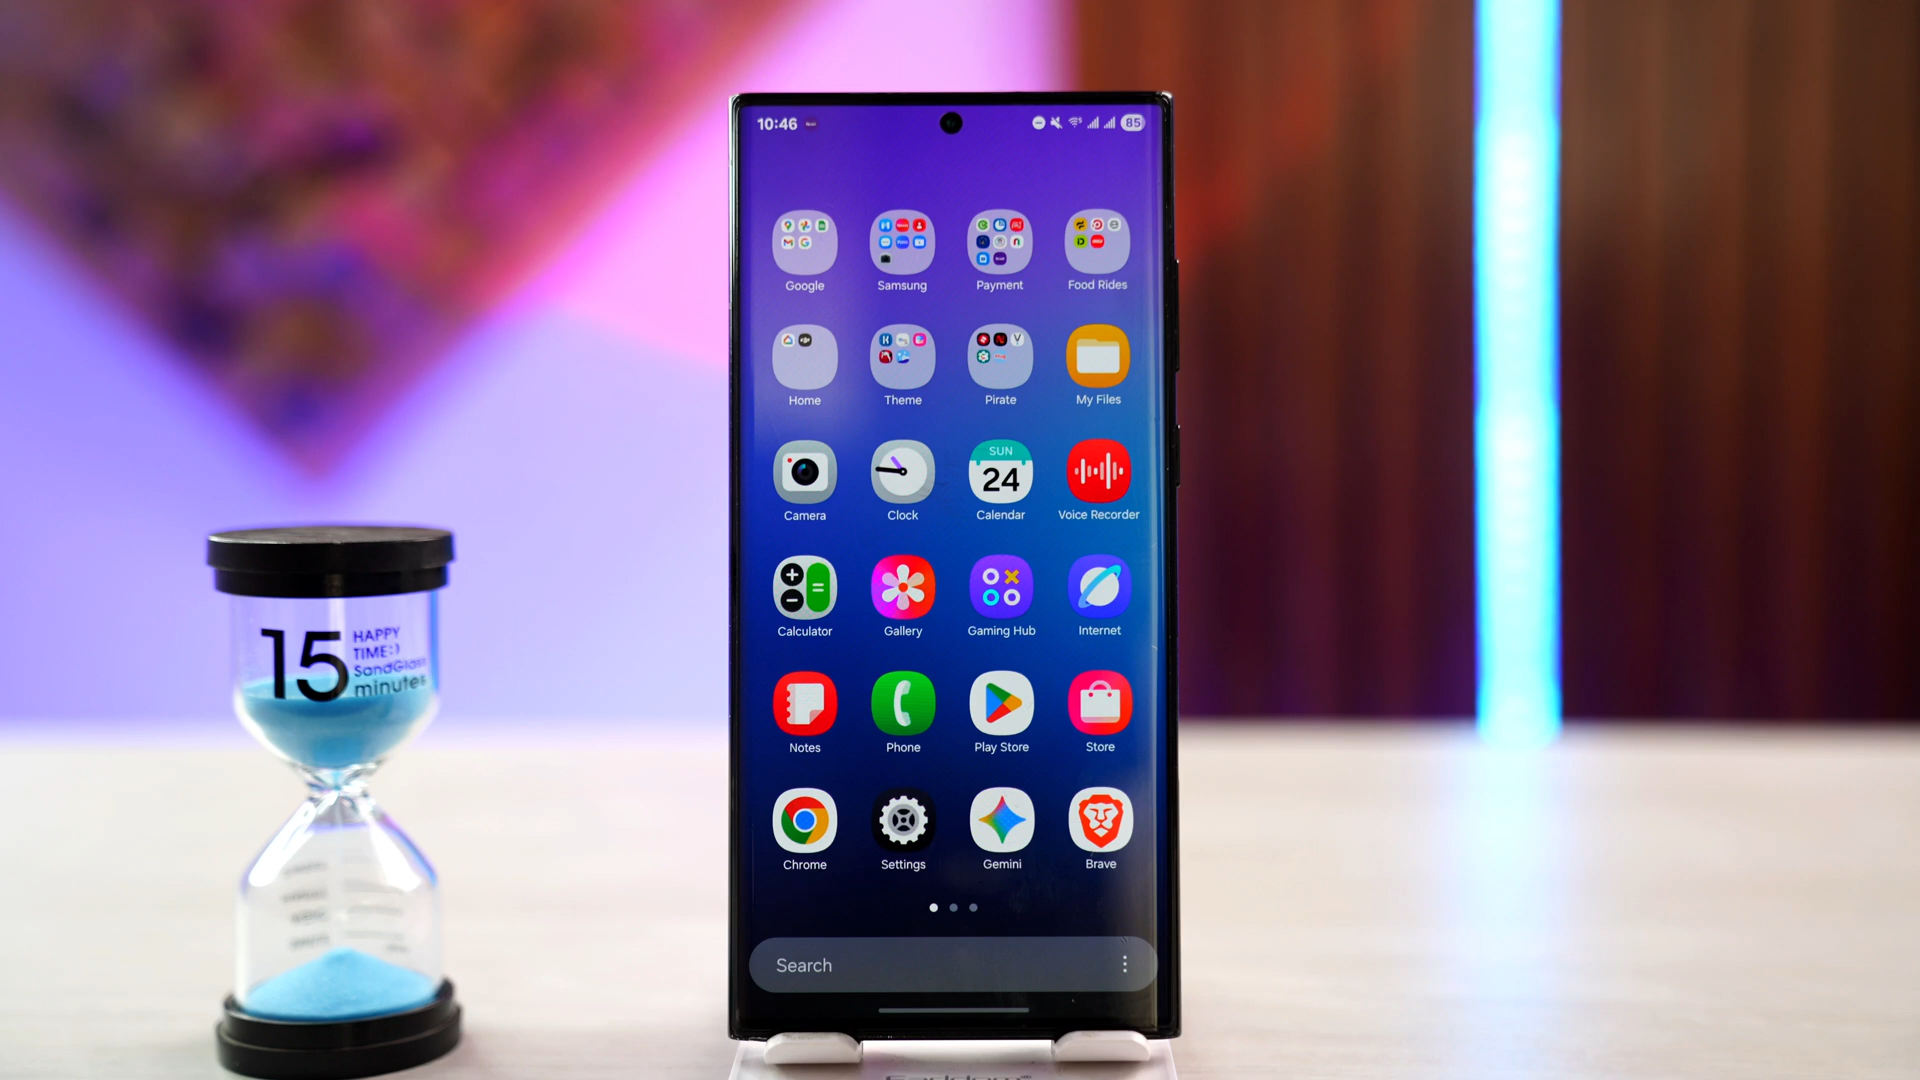 10:46
85
Google
Samsung
Payment
Food Rides
Home
Theme
Pirate
My Files
SUN
24
Camera
Clock
Calendar
Voice Recorder
Calculator
Gallery
Gaming Hub
Internet
Notes
Phone
Play Store
Store
Chrome
Settings
Gemini
Brave
Search
15
HAPPY
TIME:)
SandGlass
minutes